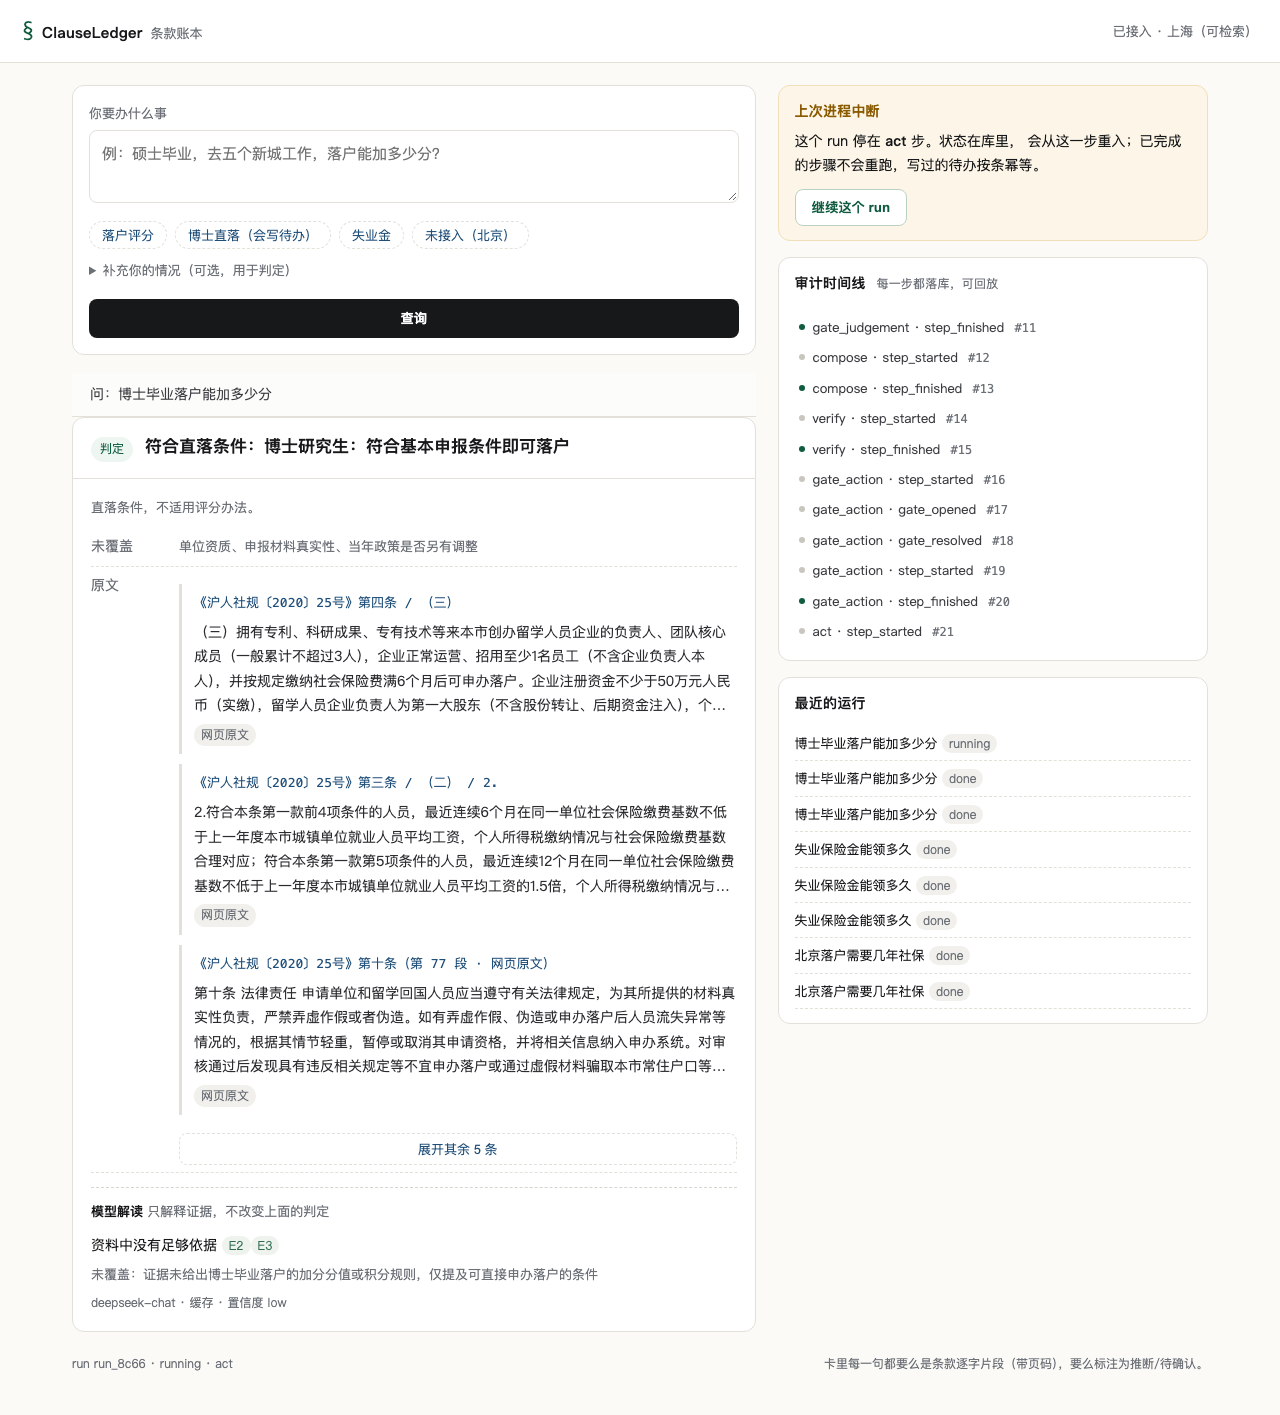 § ClauseLedger 条款账本
已接入 · 上海（可检索）
你要办什么事
例：硕士毕业，去五个新城工作，落户能加多少分？
落户评分 博士直落（会写待办） 失业金 未接入（北京）
▶ 补充你的情况（可选，用于判定）
查询
问：博士毕业落户能加多少分
判定 符合直落条件：博士研究生：符合基本申报条件即可落户
直落条件，不适用评分办法。
未覆盖 单位资质、申报材料真实性、当年政策是否另有调整
原文
《沪人社规〔2020〕25号》第四条 / （三）
（三）拥有专利、科研成果、专有技术等来本市创办留学人员企业的负责人、团队核心
成员（一般累计不超过3人），企业正常运营、招用至少1名员工（不含企业负责人本
人），并按规定缴纳社会保险费满6个月后可申办落户。企业注册资金不少于50万元人民
币（实缴），留学人员企业负责人为第一大股东（不含股份转让、后期资金注入），个…
网页原文
《沪人社规〔2020〕25号》第三条 / （二） / 2.
2.符合本条第一款前4项条件的人员，最近连续6个月在同一单位社会保险缴费基数不低
于上一年度本市城镇单位就业人员平均工资，个人所得税缴纳情况与社会保险缴费基数
合理对应；符合本条第一款第5项条件的人员，最近连续12个月在同一单位社会保险缴费
基数不低于上一年度本市城镇单位就业人员平均工资的1.5倍，个人所得税缴纳情况与…
网页原文
《沪人社规〔2020〕25号》第十条（第 77 段 · 网页原文）
第十条 法律责任 申请单位和留学回国人员应当遵守有关法律规定，为其所提供的材料真
实性负责，严禁弄虚作假或者伪造。如有弄虚作假、伪造或申办落户后人员流失异常等
情况的，根据其情节轻重，暂停或取消其申请资格，并将相关信息纳入申办系统。对审
核通过后发现具有违反相关规定等不宜申办落户或通过虚假材料骗取本市常住户口等…
网页原文
展开其余 5 条
模型解读 只解释证据，不改变上面的判定
资料中没有足够依据 E2 E3
未覆盖：证据未给出博士毕业落户的加分分值或积分规则，仅提及可直接申办落户的条件
deepseek-chat · 缓存 · 置信度 low
上次进程中断
这个 run 停在 act 步。状态在库里， 会从这一步重入；已完成
的步骤不会重跑，写过的待办按条幂等。
继续这个 run
审计时间线 每一步都落库，可回放
gate_judgement · step_finished #11
compose · step_started #12
compose · step_finished #13
verify · step_started #14
verify · step_finished #15
gate_action · step_started #16
gate_action · gate_opened #17
gate_action · gate_resolved #18
gate_action · step_started #19
gate_action · step_finished #20
act · step_started #21
最近的运行
博士毕业落户能加多少分 running
博士毕业落户能加多少分 done
博士毕业落户能加多少分 done
失业保险金能领多久 done
失业保险金能领多久 done
失业保险金能领多久 done
北京落户需要几年社保 done
北京落户需要几年社保 done
run run_8c66 · running · act
卡里每一句都要么是条款逐字片段（带页码），要么标注为推断/待确认。